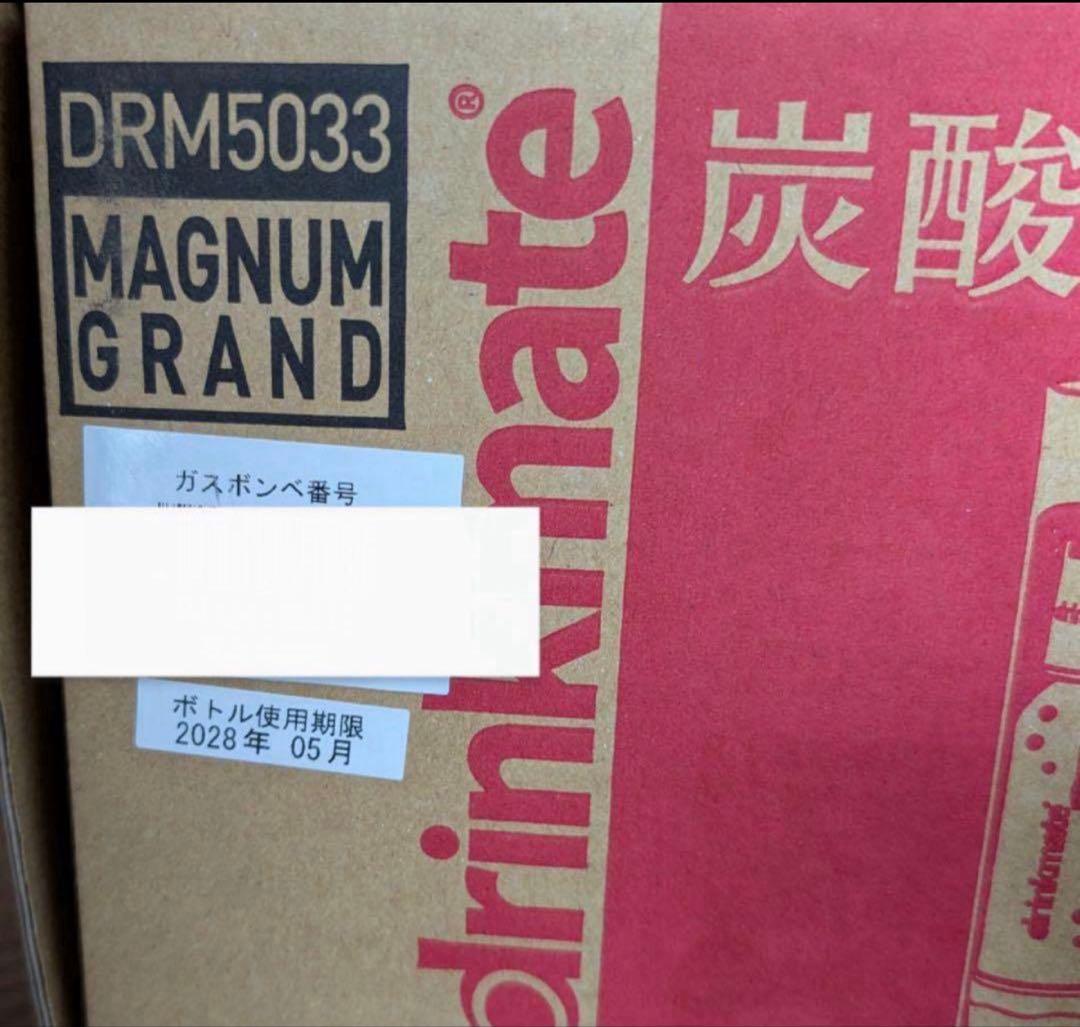 DRM5033
MAGNUM
GRAND
drinkmate®
炭酸
ガスボンベ番号
ボトル使用期限
2028年 05月
drinkmate